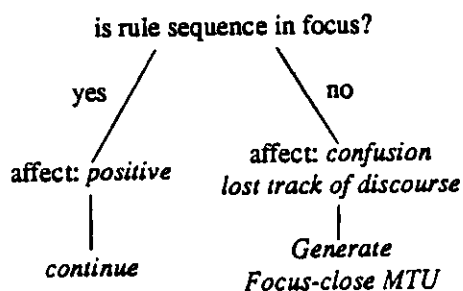 is rule sequence in focus?
yes
no
affect: positive
affect: confusion
lost track of discourse
continue
Generate
Focus-close MTU